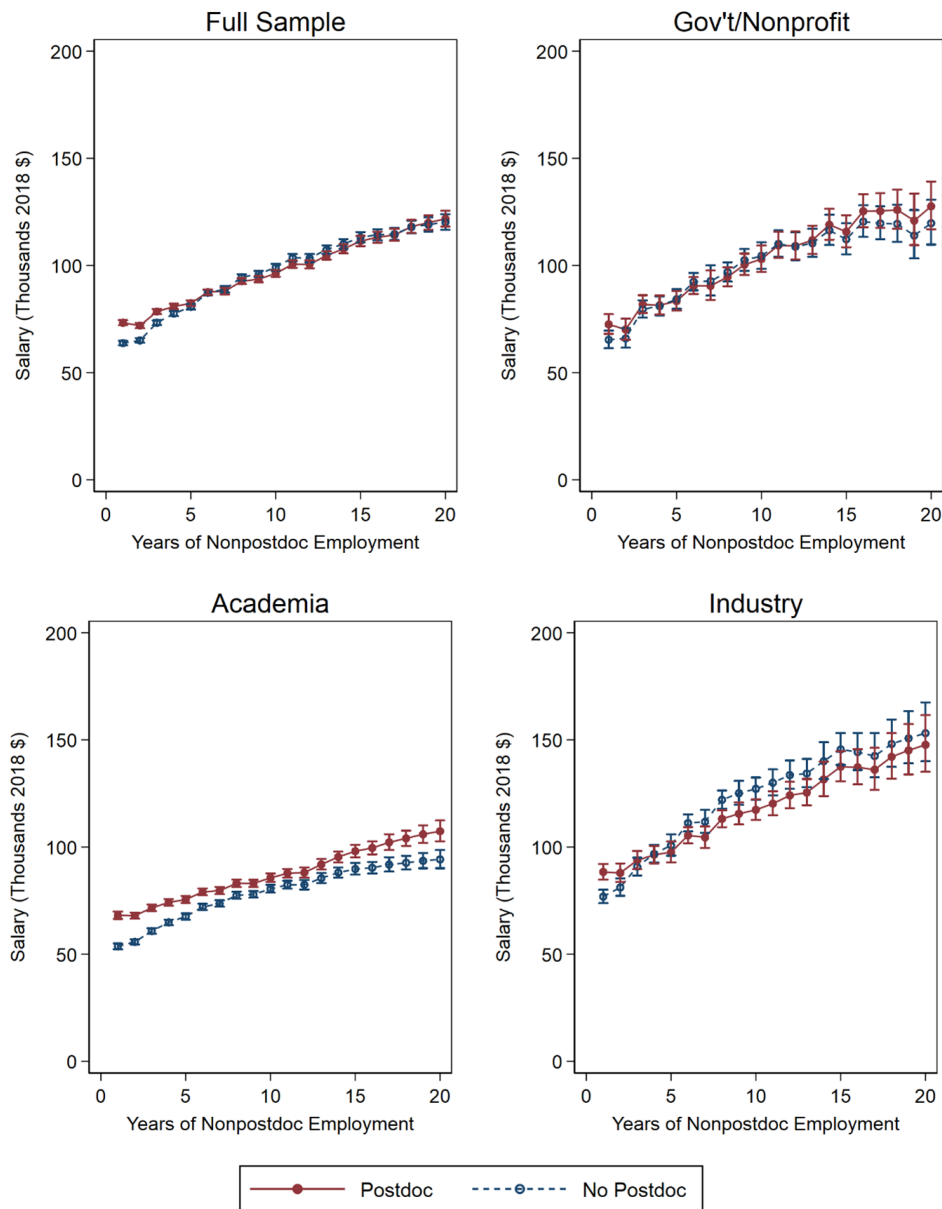 Full Sample
200
150
100
50
0
Salary (Thousands 2018 $)
0 5 10 15 20
Years of Nonpostdoc Employment
Gov't/Nonprofit
200
150
100
50
0
Salary (Thousands 2018 $)
0 5 10 15 20
Years of Nonpostdoc Employment
Academia
200
150
100
50
0
Salary (Thousands 2018 $)
0 5 10 15 20
Years of Nonpostdoc Employment
Industry
200
150
100
50
0
Salary (Thousands 2018 $)
0 5 10 15 20
Years of Nonpostdoc Employment
Postdoc No Postdoc